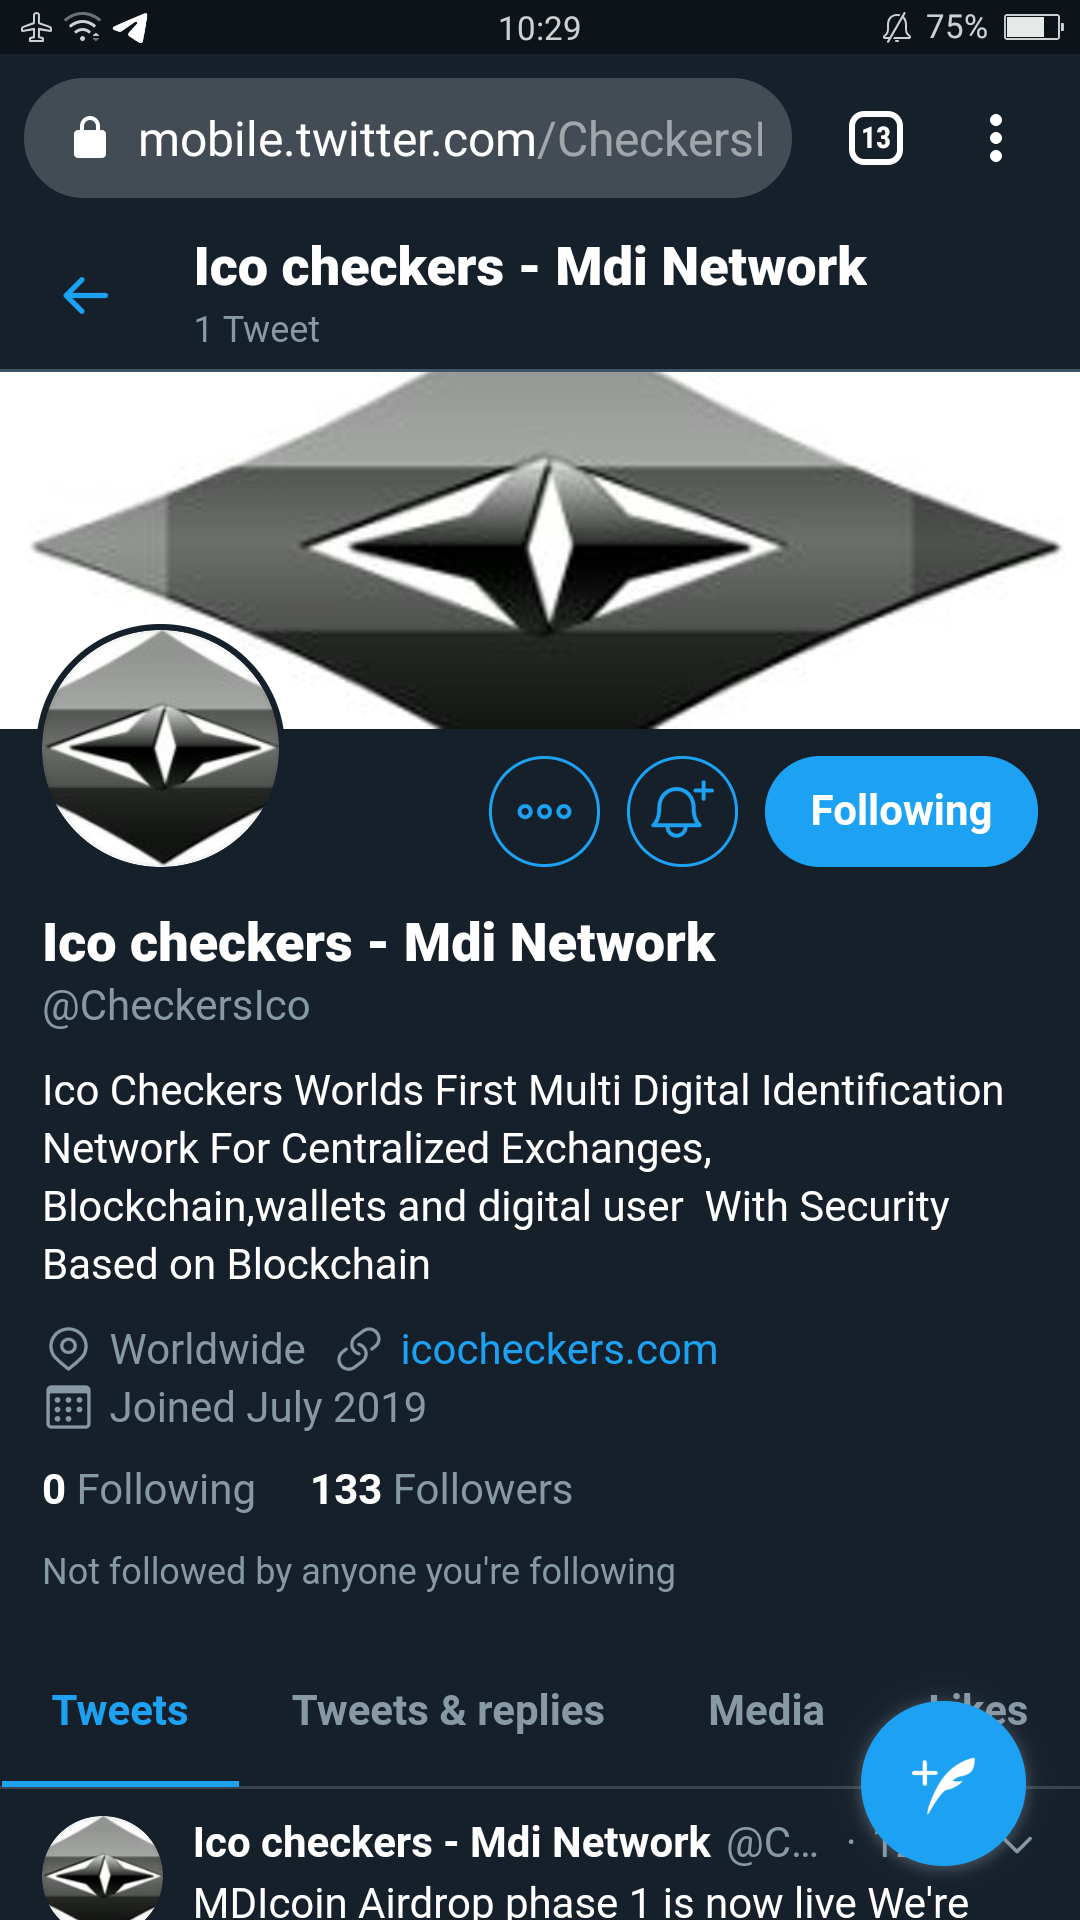 10:29
75%
mobile.twitter.com/CheckersI
13
Ico checkers - Mdi Network
1 Tweet
Following
Ico checkers - Mdi Network
@CheckersIco
Ico Checkers Worlds First Multi Digital Identification
Network For Centralized Exchanges,
Blockchain,wallets and digital user With Security
Based on Blockchain
Worldwide icocheckers.com
Joined July 2019
0 Following 133 Followers
Not followed by anyone you're following
Tweets Tweets & replies Media Likes
Ico checkers - Mdi Network @C... ·
MDIcoin Airdrop phase 1 is now live We're